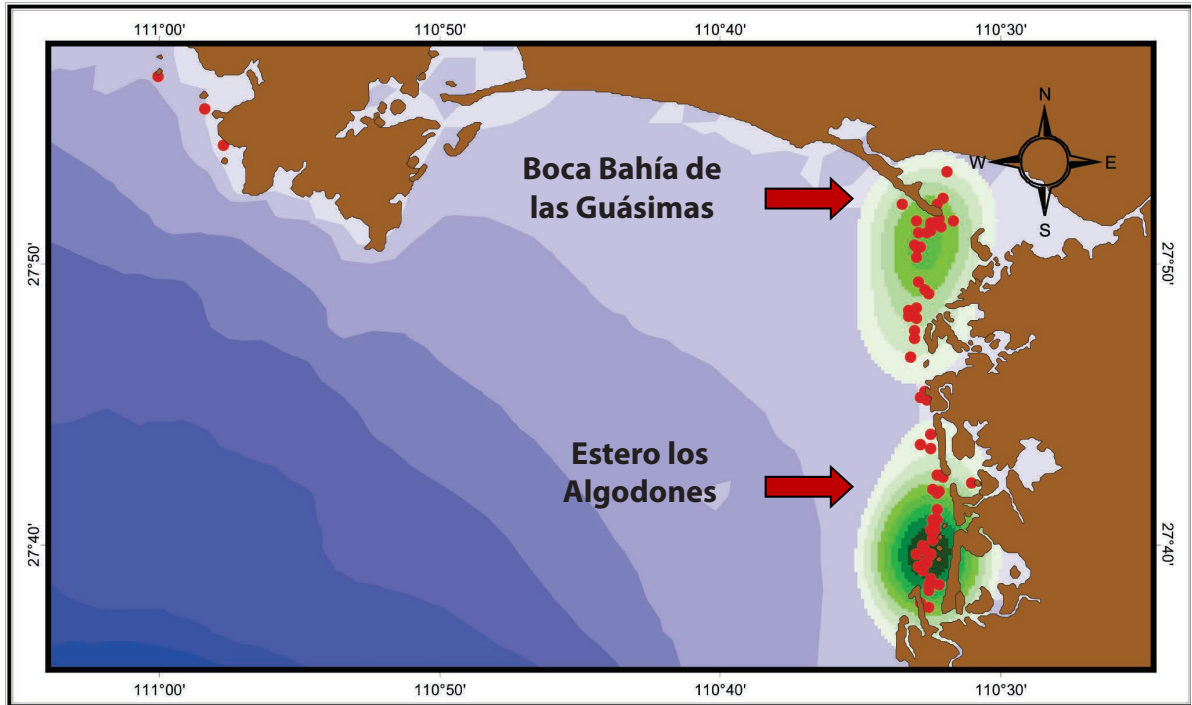 111°00'
110°50'
110°40'
110°30'
N
W
E
S
Boca Bahía de
las Guásimas
27°50'
27°50'
Estero los
Algodones
27°40'
27°40'
111°00'
110°50'
110°40'
110°30'